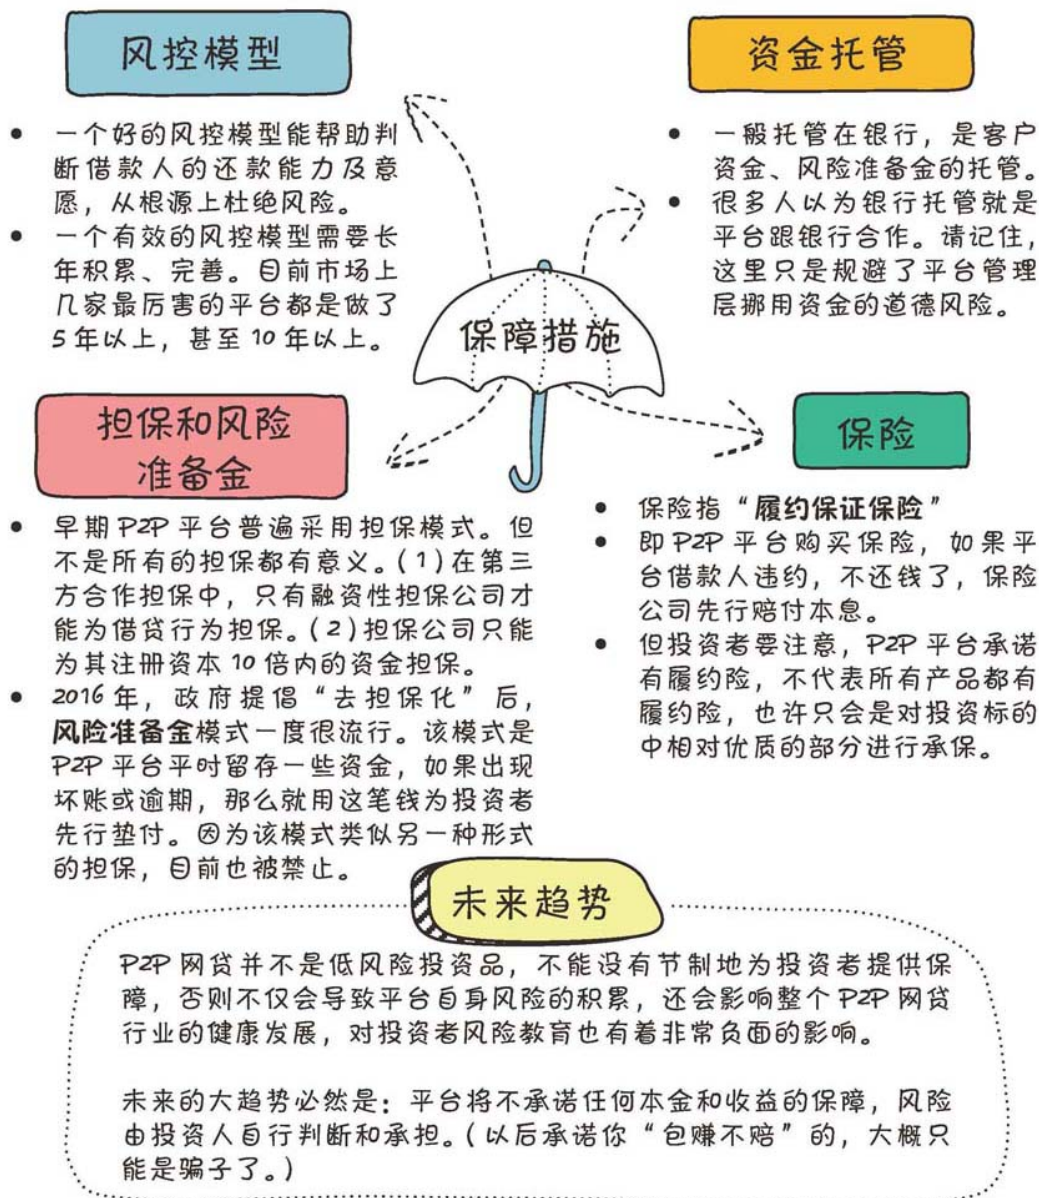 风控模型
• 一个好的风控模型能帮助判
断借款人的还款能力及意
愿，从根源上杜绝风险。
• 一个有效的风控模型需要长
年积累、完善。目前市场上
几家最厉害的平台都是做了
5年以上，甚至10年以上。
资金托管
• 一般托管在银行，是客户
资金、风险准备金的托管。
• 很多人以为银行托管就是
平台跟银行合作。请记住，
这里只是规避了平台管理
层挪用资金的道德风险。
保障措施
担保和风险
准备金
• 早期P2P平台普遍采用担保模式。但
不是所有的担保都有意义。(1)在第三
方合作担保中，只有融资性担保公司才
能为借贷行为担保。(2)担保公司只能
为其注册资本10倍内的资金担保。
• 2016年，政府提倡“去担保化”后，
风险准备金模式一度很流行。该模式是
P2P平台平时留存一些资金，如果出现
坏账或逾期，那么就用这笔钱为投资者
先行垫付。因为该模式类似另一种形式
的担保，目前也被禁止。
保险
• 保险指“履约保证保险”
• 即P2P平台购买保险，如果平
台借款人违约，不还钱了，保险
公司先行赔付本息。
• 但投资者要注意，P2P平台承诺
有履约险，不代表所有产品都有
履约险，也许只会是对投资标的
中相对优质的部分进行承保。
未来趋势
P2P网贷并不是低风险投资品，不能没有节制地为投资者提供保
障，否则不仅会导致平台自身风险的积累，还会影响整个P2P网贷
行业的健康发展，对投资者风险教育也有着非常负面的影响。
未来的大趋势必然是：平台将不承诺任何本金和收益的保障，风险
由投资人自行判断和承担。(以后承诺你“包赚不赔”的，大概只
能是骗子了。)